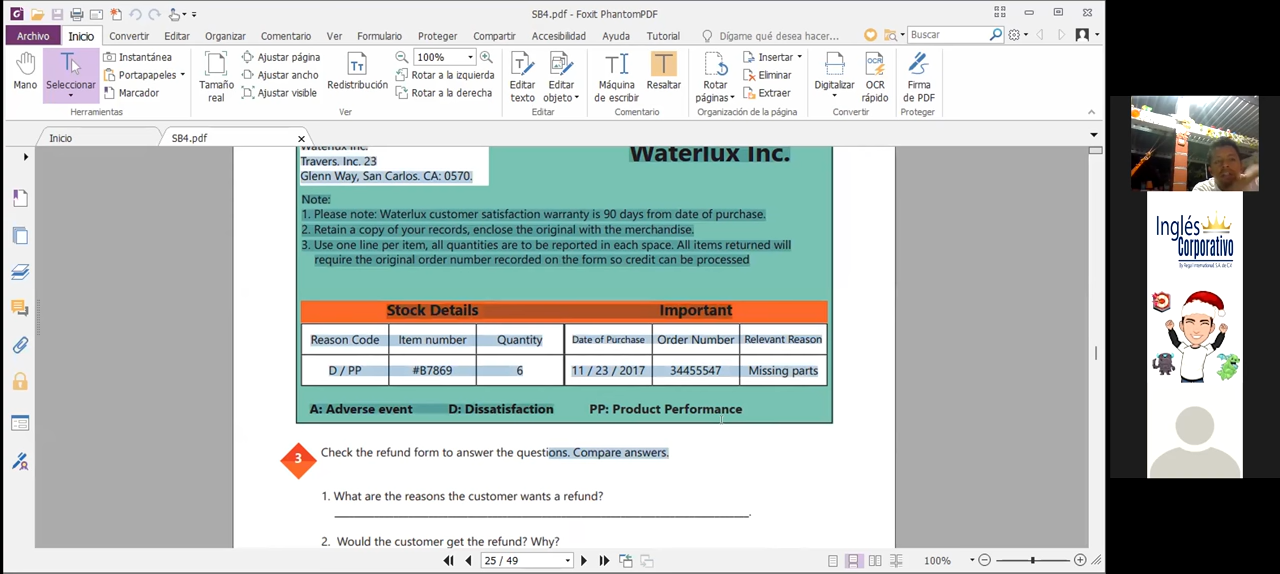 SB4.pdf - Foxit PhantomPDF
Archivo Inicio Convertir Editar Organizar Comentario Ver Formulario Proteger Compartir Accesibilidad Ayuda Tutorial Dígame qué desea hacer... Buscar
Mano
Seleccionar
Instantánea
Portapapeles
Marcador
Tamaño real
Ajustar página
Ajustar ancho
Ajustar visible
Redistribución
100%
Rotar a la izquierda
Rotar a la derecha
Editar texto
Editar objeto
Máquina de escribir
Resaltar
Rotar páginas
Insertar
Eliminar
Extraer
Digitalizar
OCR rápido
Firma de PDF
Herramientas Ver Editar Comentario Organización de la página Convertir Proteger
Inicio SB4.pdf
Waterlux Inc.
Travers. Inc. 23
Glenn Way, San Carlos. CA: 0570.
Waterlux Inc.
Note:
1. Please note: Waterlux customer satisfaction warranty is 90 days from date of purchase.
2. Retain a copy of your records, enclose the original with the merchandise.
3. Use one line per item, all quantities are to be reported in each space. All items returned will
require the original order number recorded on the form so credit can be processed
Stock Details Important
Reason Code Item number Quantity Date of Purchase Order Number Relevant Reason
D / PP #B7869 6 11 / 23 / 2017 34455547 Missing parts
A: Adverse event D: Dissatisfaction PP: Product Performance
3 Check the refund form to answer the questions. Compare answers.
1. What are the reasons the customer wants a refund?
2. Would the customer get the refund? Why?
25 / 49
100%
Inglés
Corporativo
By Regal International, S.A. de C.V.